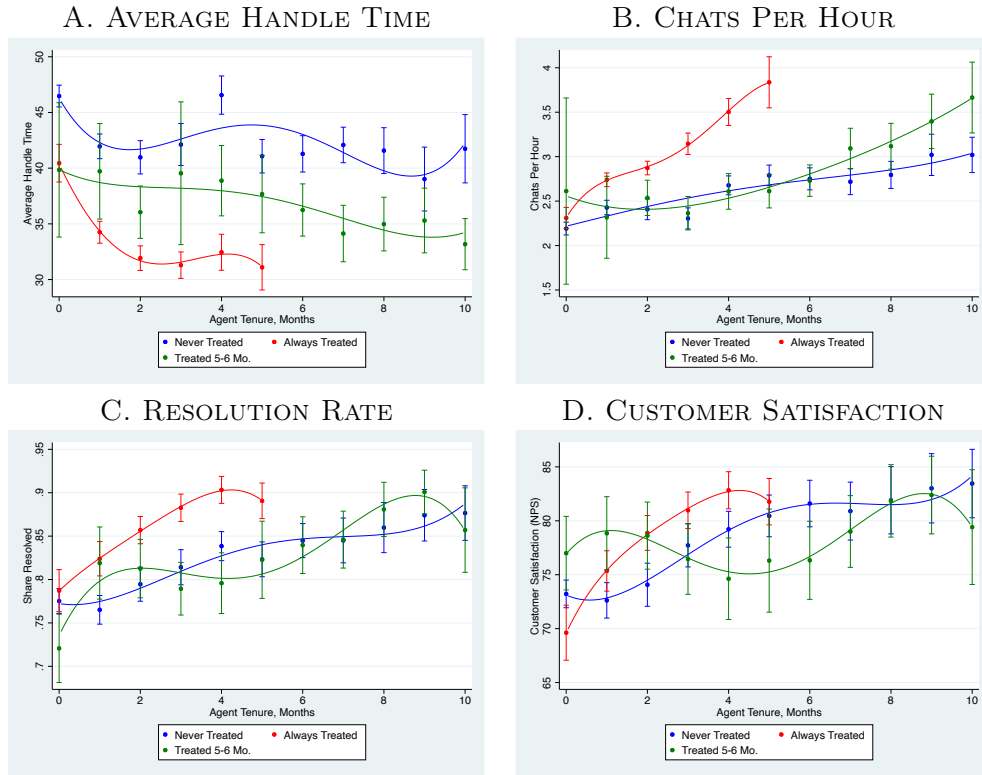 A. AVERAGE HANDLE TIME
50
45
40
35
30
Average Handle Time
0 2 4 6 8 10
Agent Tenure, Months
Never Treated Always Treated
Treated 5-6 Mo.
B. CHATS PER HOUR
4
3.5
3
2.5
2
1.5
Chats Per Hour
0 2 4 6 8 10
Agent Tenure, Months
Never Treated Always Treated
Treated 5-6 Mo.
C. RESOLUTION RATE
.95
.9
.85
.8
.75
.7
Share Resolved
0 2 4 6 8 10
Agent Tenure, Months
Never Treated Always Treated
Treated 5-6 Mo.
D. CUSTOMER SATISFACTION
85
80
75
70
65
Customer Satisfaction (NPS)
0 2 4 6 8 10
Agent Tenure, Months
Never Treated Always Treated
Treated 5-6 Mo.